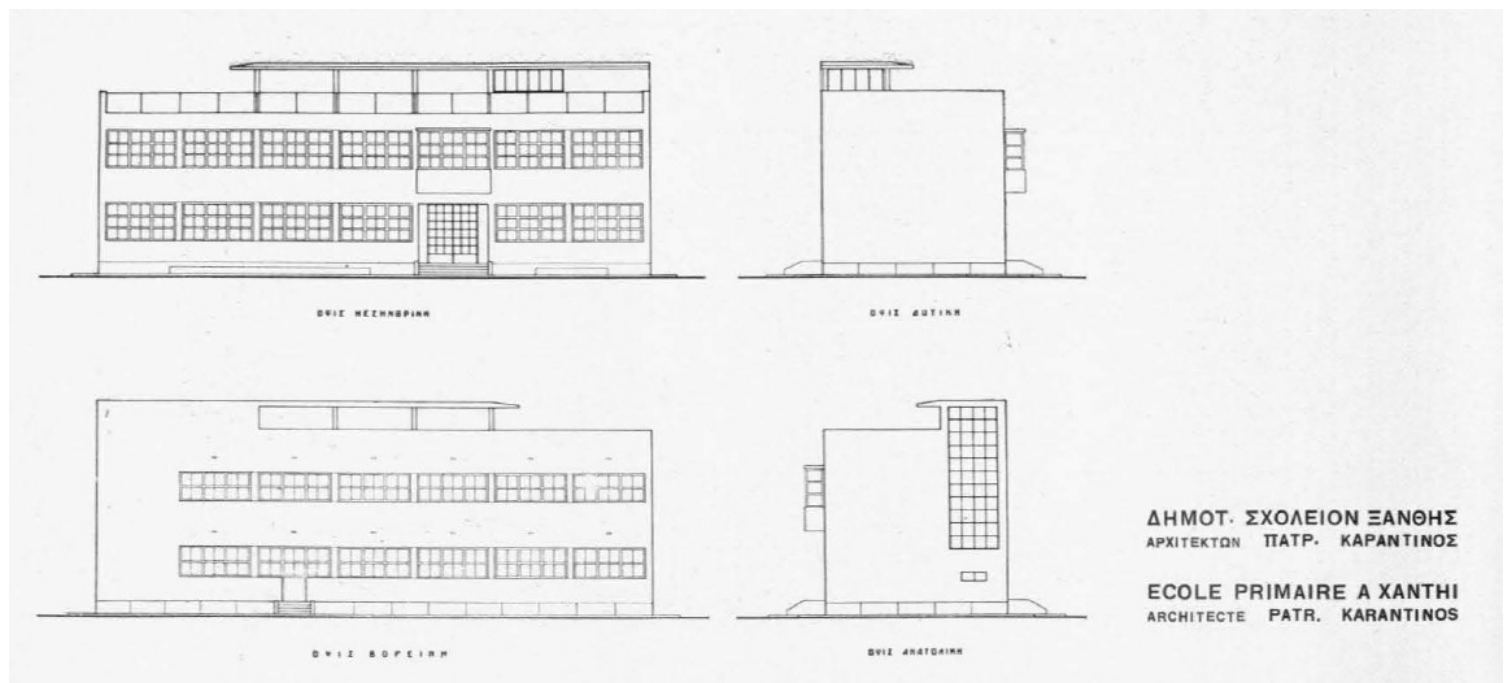 ΟΨΙΣ ΜΕΣΗΜΒΡΙΝΗ
ΟΨΙΣ ΔΥΤΙΚΗ
ΟΨΙΣ ΒΟΡΕΙΝΗ
ΟΨΙΣ ΑΝΑΤΟΛΙΚΗ
ΔΗΜΟΤ· ΣΧΟΛΕΙΟΝ ΞΑΝΘΗΣ
ΑΡΧΙΤΕΚΤΩΝ ΠΑΤΡ· ΚΑΡΑΝΤΙΝΟΣ
ECOLE PRIMAIRE A XANTHI
ARCHITECTE PATR. KARANTINOS